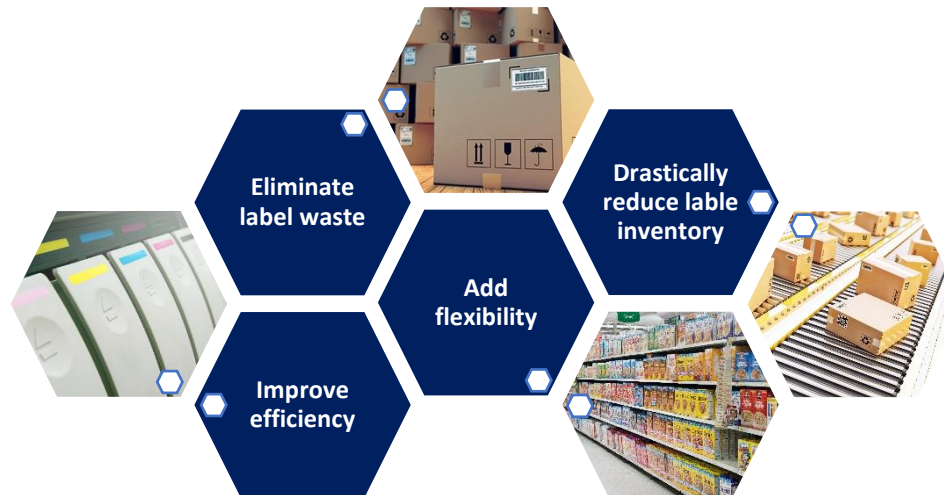 Eliminate
label waste
Drastically
reduce lable
inventory
Add
flexibility
Improve
efficiency